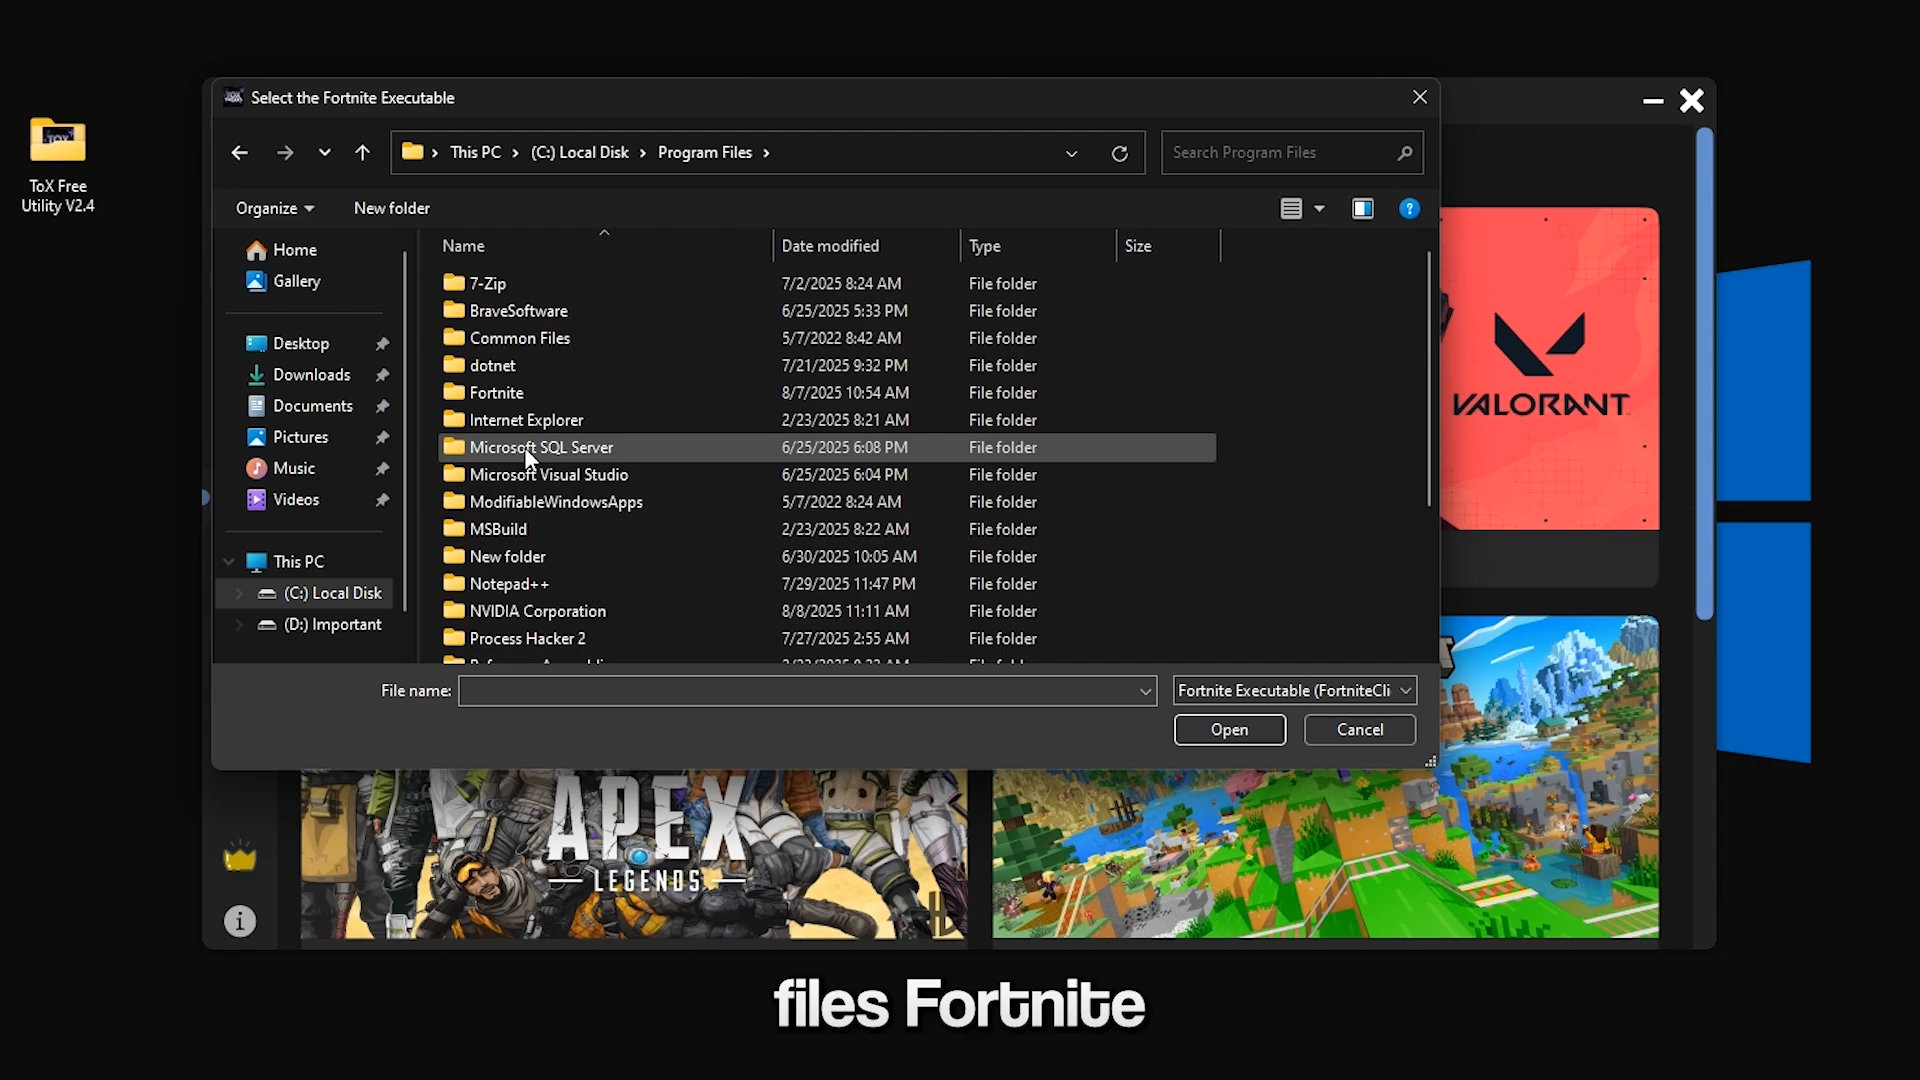 ToX Free
Utility V2.4
Select the Fortnite Executable
This PC > (C:) Local Disk > Program Files >
Search Program Files
Organize
New folder
?
Name
Date modified
Type
Size
Home
Gallery
Desktop
Downloads
Documents
Pictures
Music
Videos
This PC
(C:) Local Disk
(D:) Important
7-Zip 7/2/2025 8:24 AM File folder
BraveSoftware 6/25/2025 5:33 PM File folder
Common Files 5/7/2022 8:42 AM File folder
dotnet 7/21/2025 9:32 PM File folder
Fortnite 8/7/2025 10:54 AM File folder
Internet Explorer 2/23/2025 8:21 AM File folder
Microsoft SQL Server 6/25/2025 6:08 PM File folder
Microsoft Visual Studio 6/25/2025 6:04 PM File folder
ModifiableWindowsApps 5/7/2022 8:24 AM File folder
MSBuild 2/23/2025 8:22 AM File folder
New folder 6/30/2025 10:05 AM File folder
Notepad++ 7/29/2025 11:47 PM File folder
NVIDIA Corporation 8/8/2025 11:11 AM File folder
Process Hacker 2 7/27/2025 2:55 AM File folder
File name:
Fortnite Executable (FortniteCli
Open
Cancel
VALORANT
APEX
LEGENDS
files Fortnite